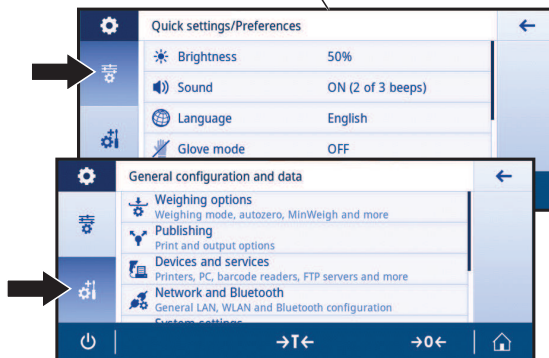 Quick settings/Preferences
Brightness 50%
Sound ON (2 of 3 beeps)
Language English
Glove mode OFF
General configuration and data
Weighing options
Weighing mode, autozero, MinWeigh and more
Publishing
Print and output options
Devices and services
Printers, PC, barcode readers, FTP servers and more
Network and Bluetooth
General LAN, WLAN and Bluetooth configuration
System settings
→T← →0←